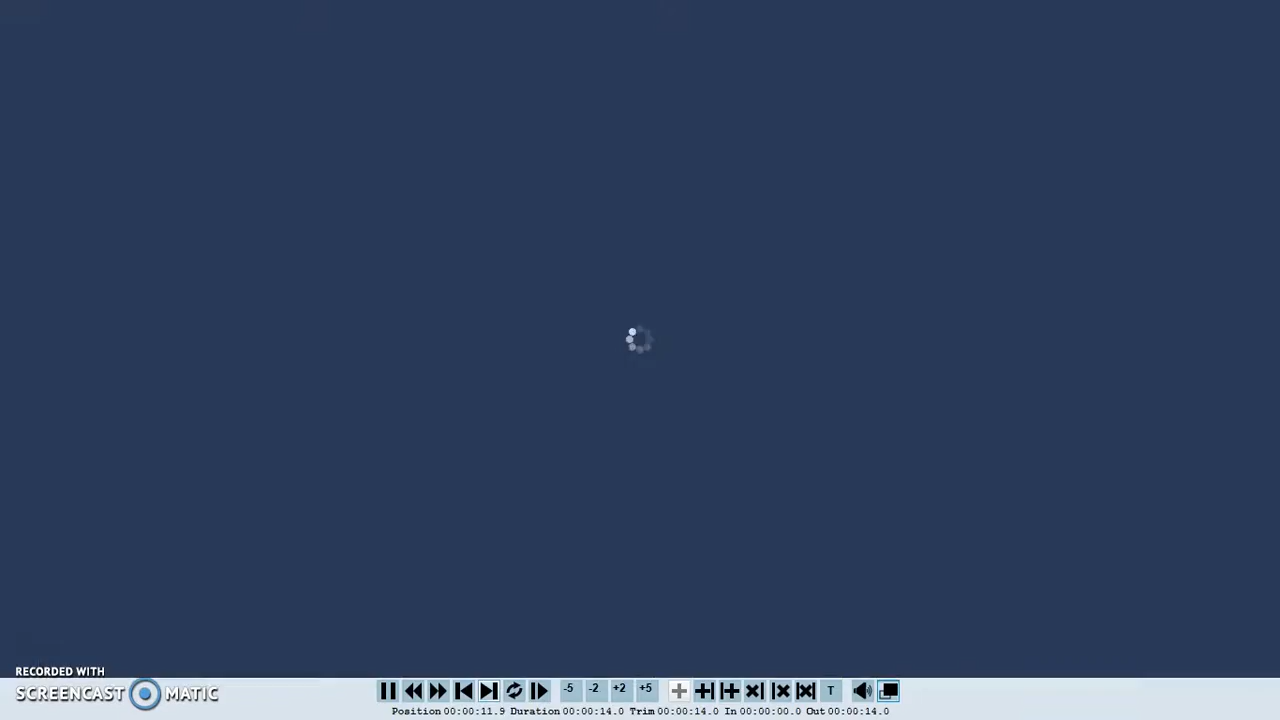 RECORDED WITH
SCREENCAST MATIC
-5 -2 +2 +5 T
Position 00:00:11.9 Duration 00:00:14.0 Trim 00:00:14.0 In 00:00:00.0 Out 00:00:14.0